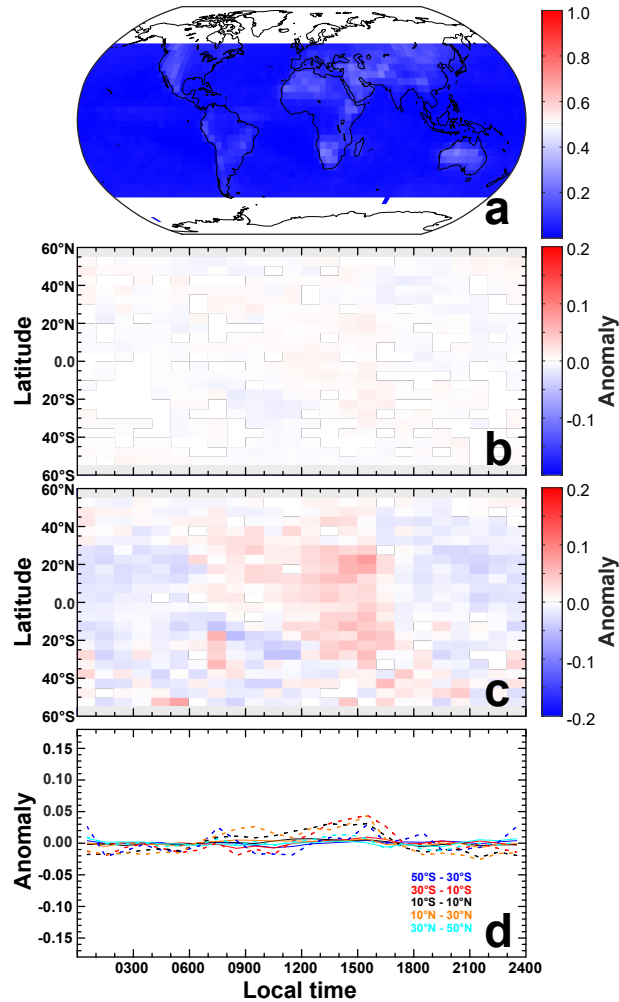 1.0
0.8
0.6
0.4
0.2
a
60°N
40°N
20°N
0.0
20°S
40°S
60°S
Latitude
b
0.2
0.1
0.0
-0.1
Anomaly
60°N
40°N
20°N
0.0
20°S
40°S
60°S
Latitude
c
0.2
0.1
0.0
-0.1
-0.2
Anomaly
0.15
0.10
0.05
0.00
-0.05
-0.10
-0.15
Anomaly
50°S - 30°S
30°S - 10°S
10°S - 10°N
10°N - 30°N
30°N - 50°N
d
0300 0600 0900 1200 1500 1800 2100 2400
Local time